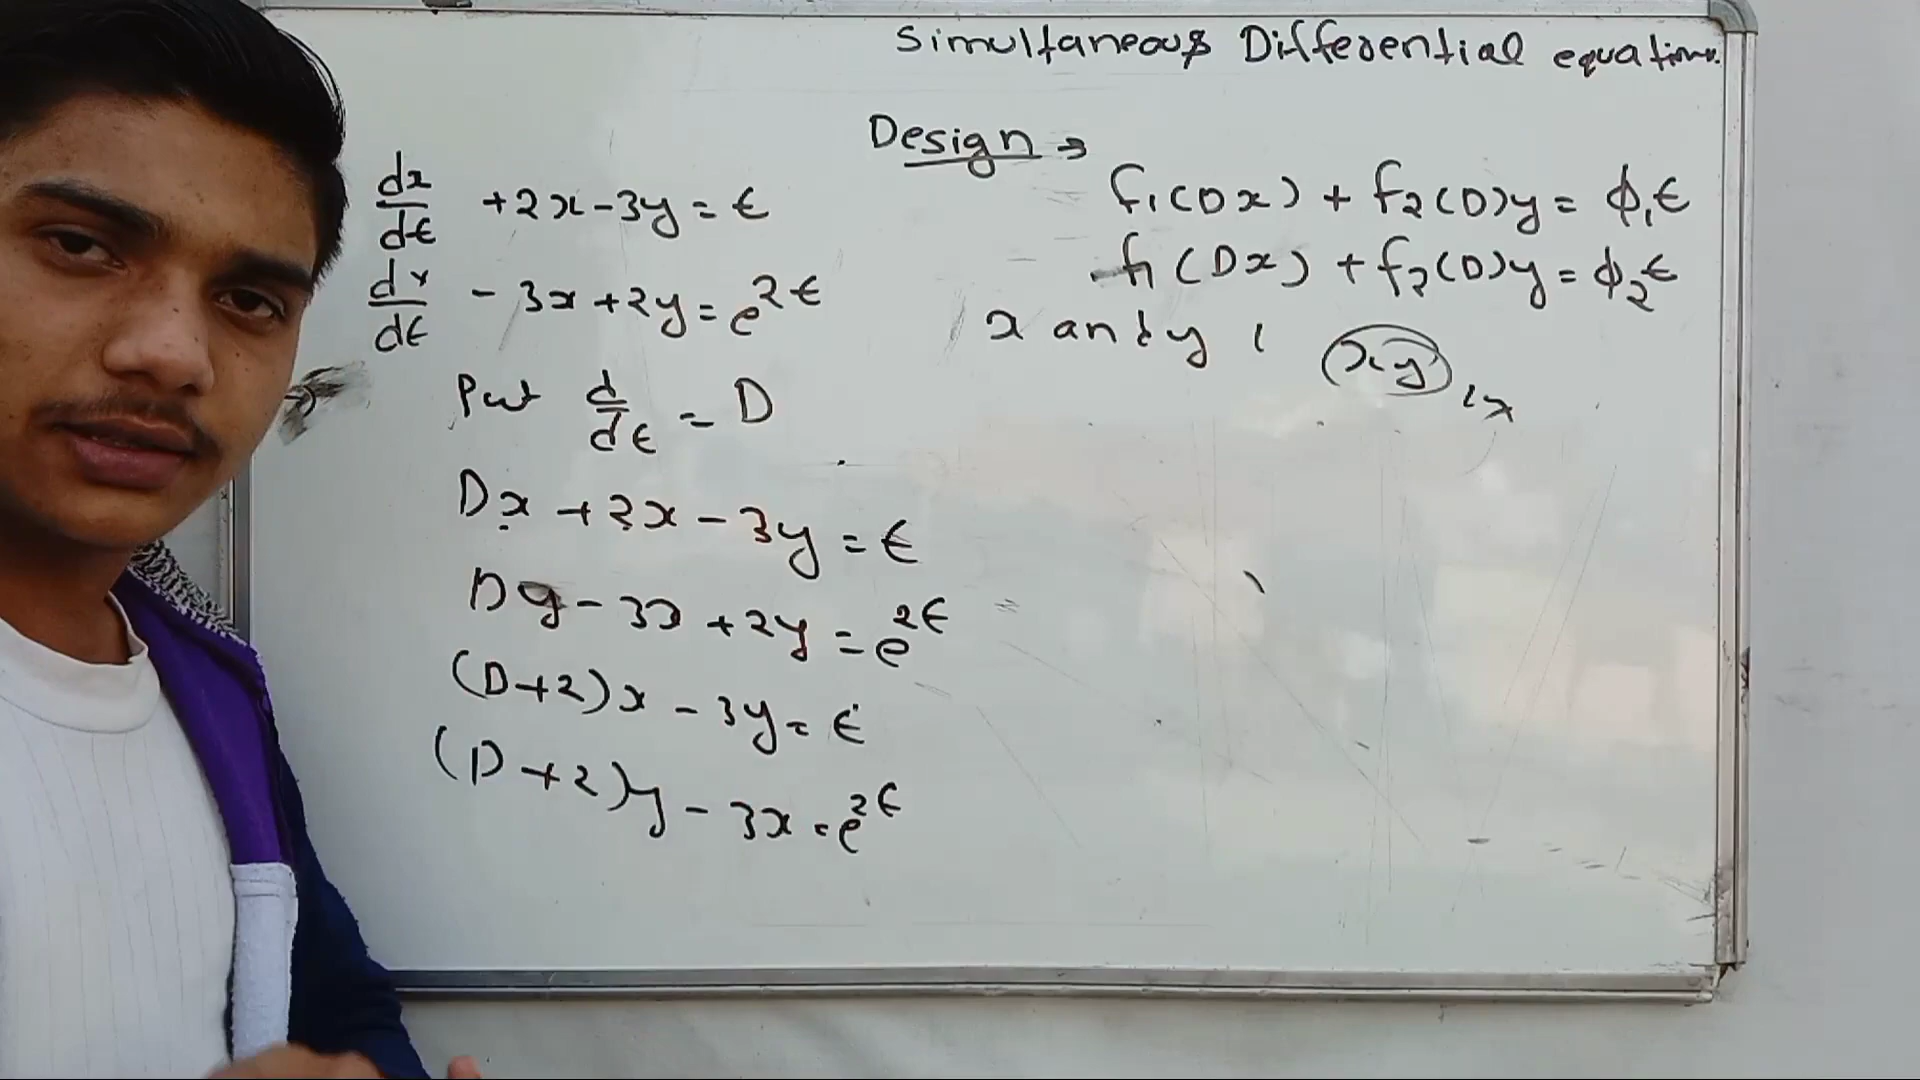 Simultaneous Differential equations.
Design →
dx/dt + 2x - 3y = t
dy/dt - 3x + 2y = e^2t
Put d/dt = D
Dx + 2x - 3y = t
Dy - 3x + 2y = e^2t
(D+2)x - 3y = t
(D+2)y - 3x = e^2t
f1(Dx) + f2(D)y = φ1t
f1(Dx) + f2(D)y = φ2t
x and y (
xy